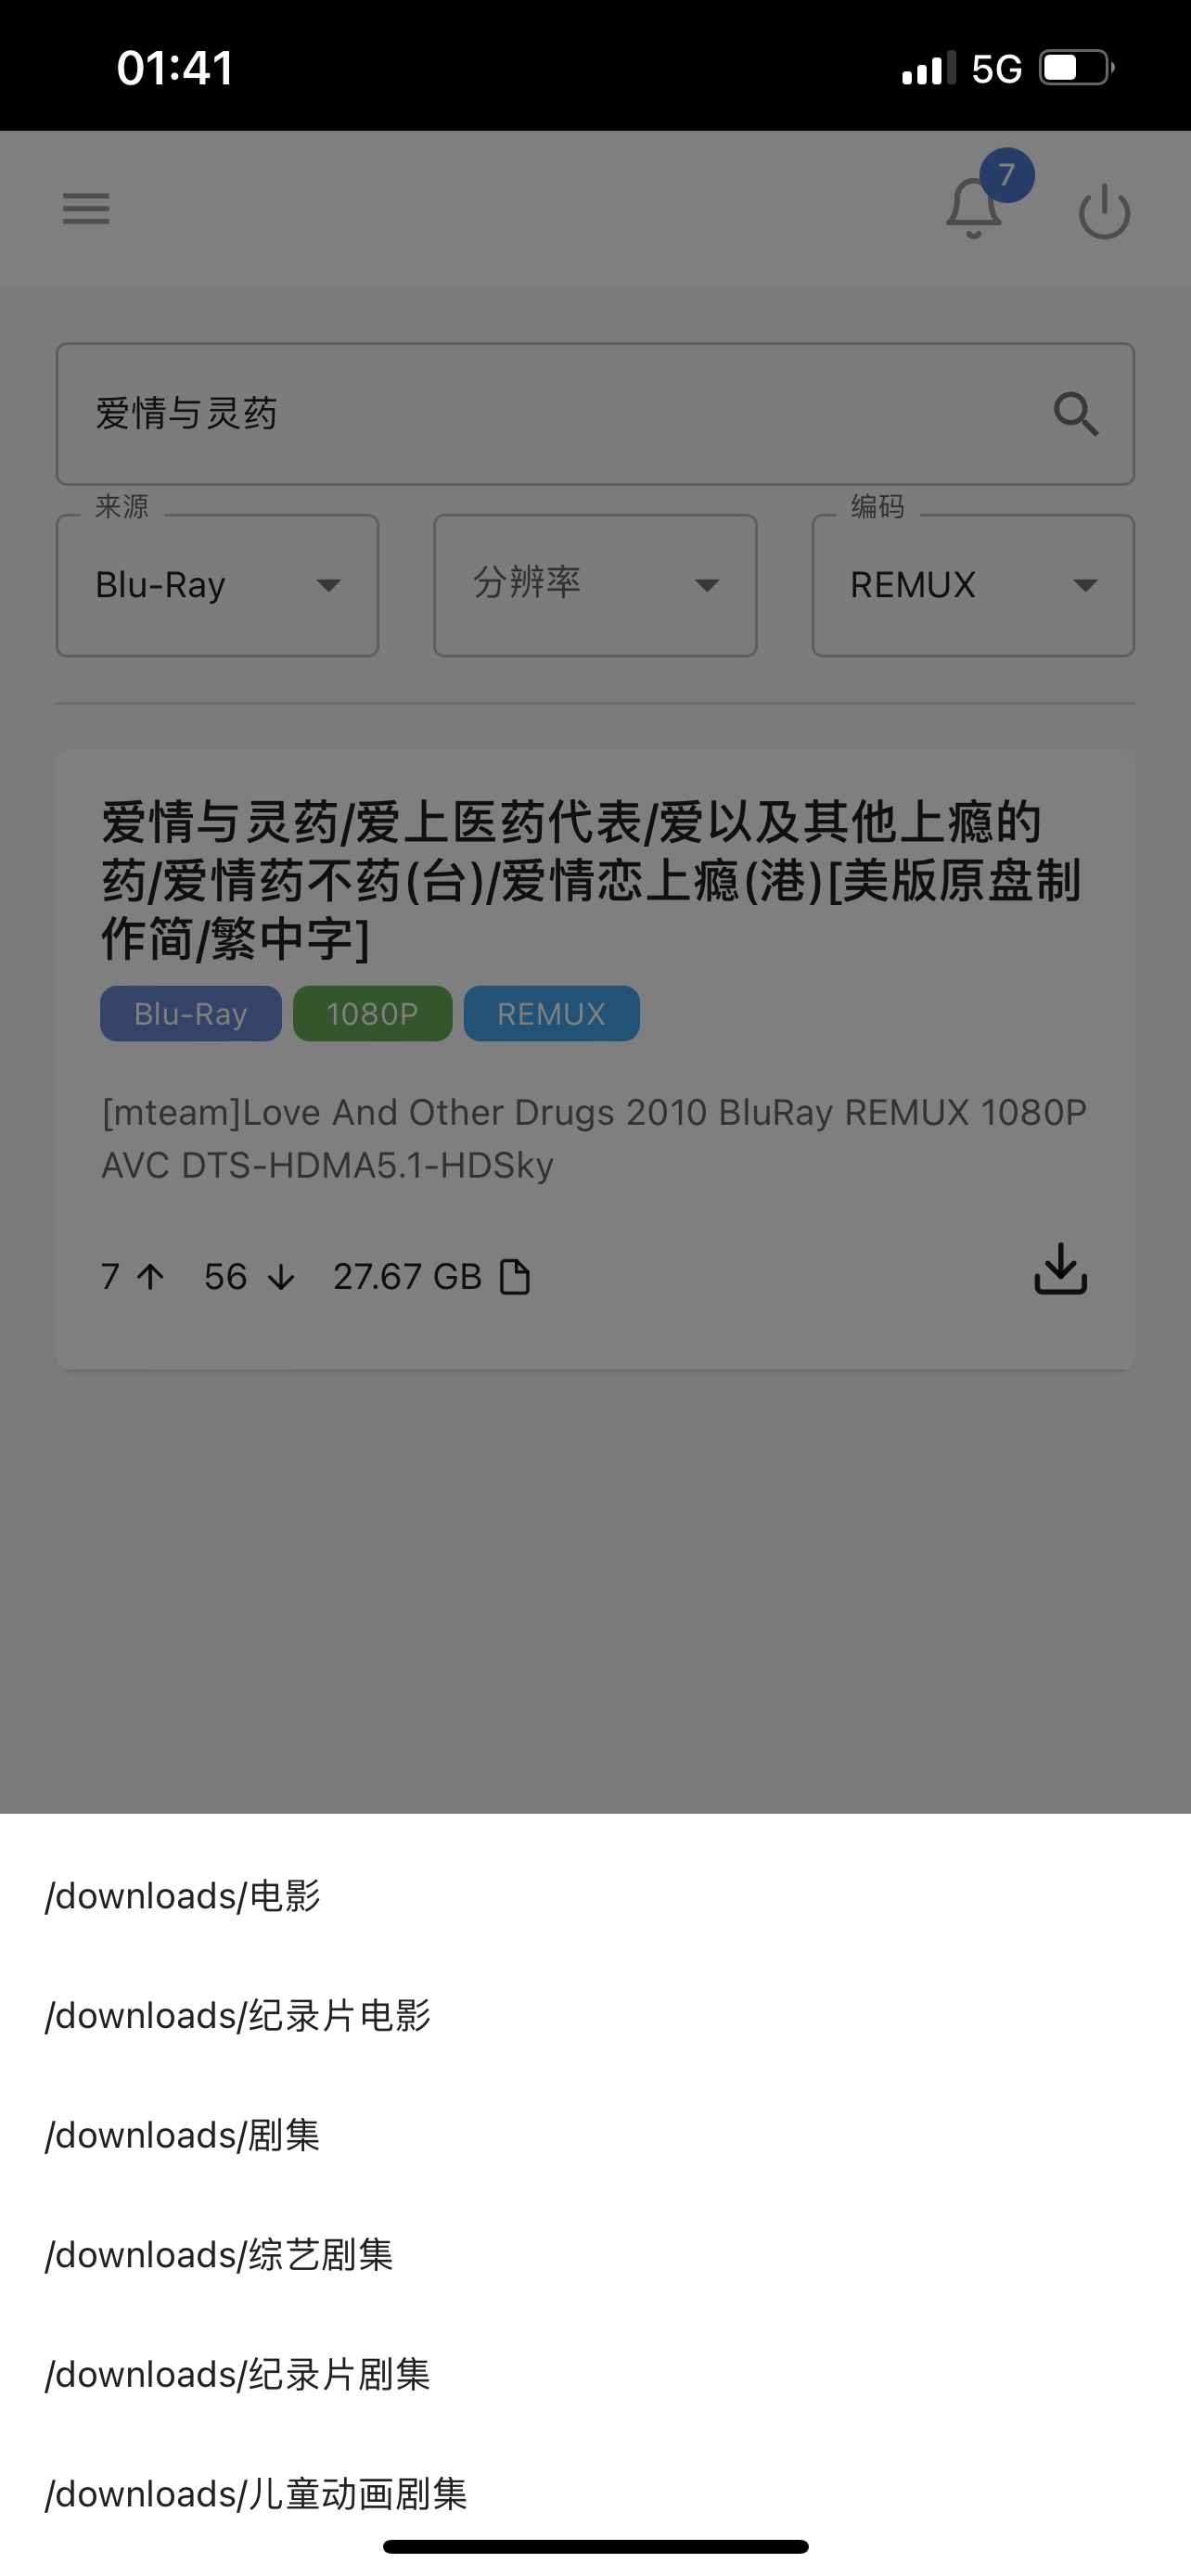 01:41
5G
7
爱情与灵药
来源
编码
Blu-Ray
分辨率
REMUX
爱情与灵药/爱上医药代表/爱以及其他上瘾的
药/爱情药不药(台)/爱情恋上瘾(港)[美版原盘制
作简/繁中字]
Blu-Ray
1080P
REMUX
[mteam]Love And Other Drugs 2010 BluRay REMUX 1080P
AVC DTS-HDMA5.1-HDSky
7 ↑ 56 ↓ 27.67 GB
/downloads/电影
/downloads/纪录片电影
/downloads/剧集
/downloads/综艺剧集
/downloads/纪录片剧集
/downloads/儿童动画剧集